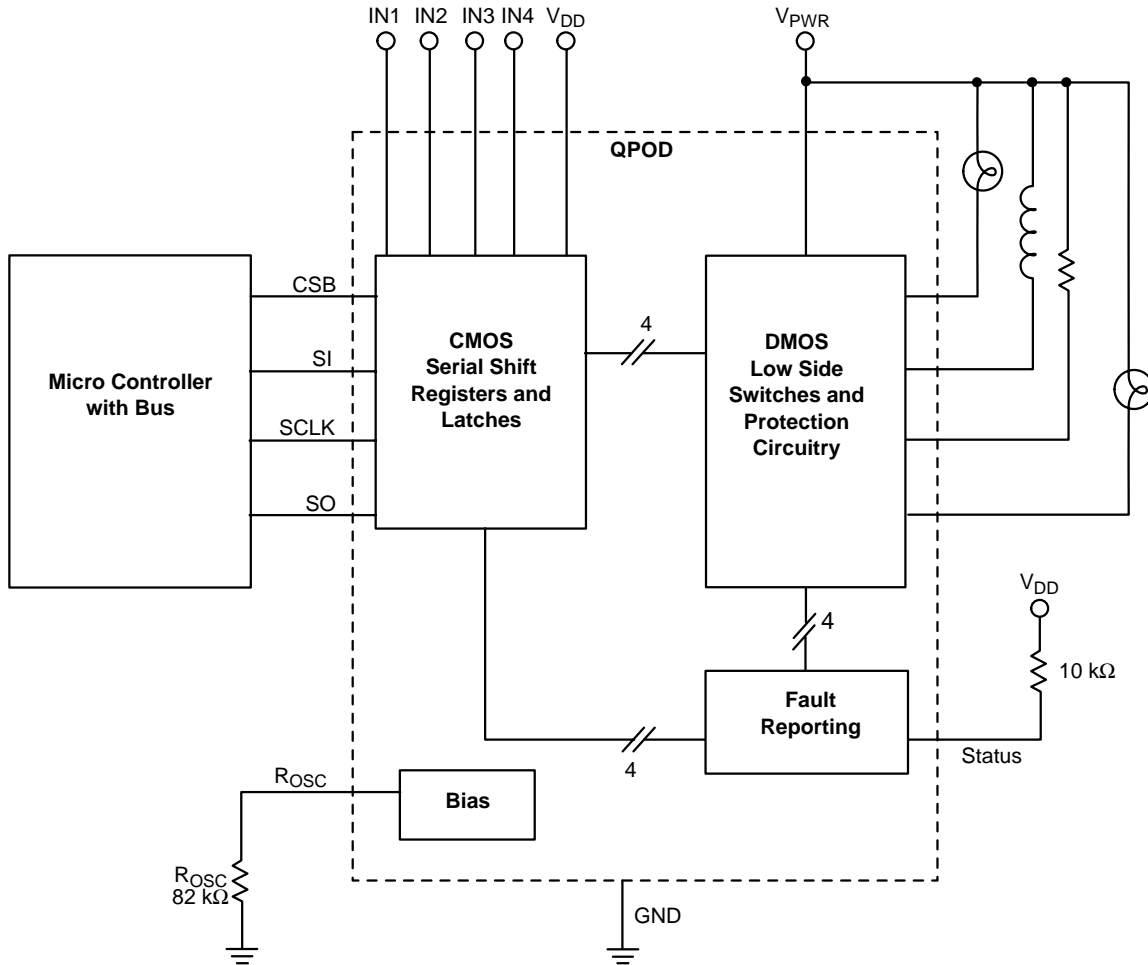 IN1 IN2 IN3 IN4 VDD VPWR
QPOD
CSB
SI
SCLK
SO
Micro Controller
with Bus
CMOS
Serial Shift
Registers and
Latches
4
DMOS
Low Side
Switches and
Protection
Circuitry
4
VDD
10 kΩ
Fault
Reporting
Status
4
ROSC
Bias
ROSC
82 kΩ
GND